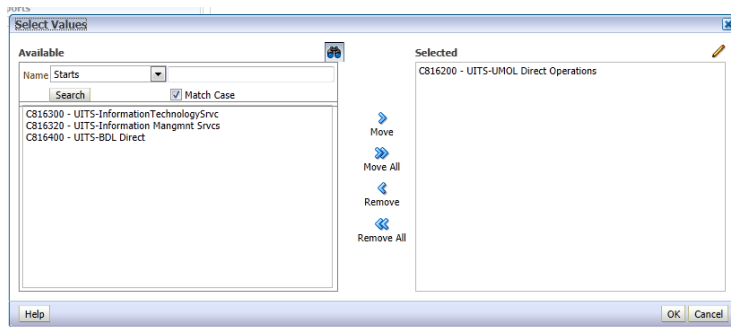 ports
Select Values
Available
Selected
Name Starts
Search Match Case
C816300 - UITS-InformationTechnologySrvc
C816320 - UITS-Information Mangmnt Srvcs
C816400 - UITS-BDL Direct
Move
Move All
Remove
Remove All
C816200 - UITS-UMOL Direct Operations
Help
OK Cancel